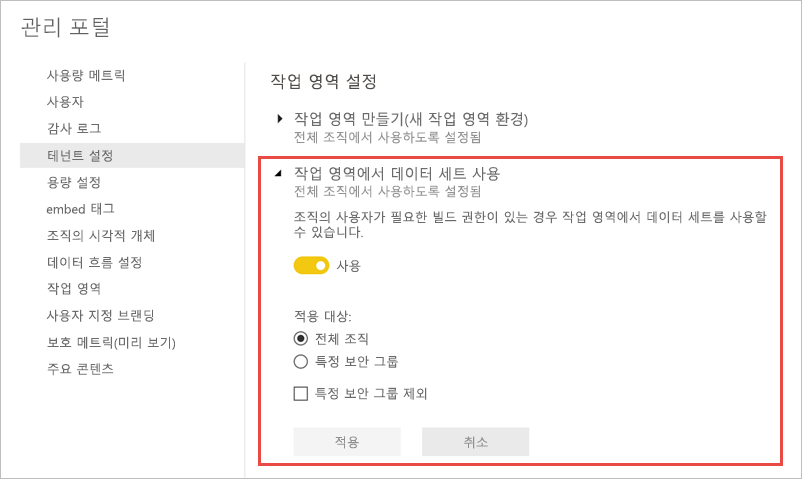 관리 포털
사용량 메트릭
사용자
감사 로그
테넌트 설정
용량 설정
embed 태그
조직의 시각적 개체
데이터 흐름 설정
작업 영역
사용자 지정 브랜딩
보호 메트릭(미리 보기)
주요 콘텐츠
작업 영역 설정
작업 영역 만들기(새 작업 영역 환경)
전체 조직에서 사용하도록 설정됨
작업 영역에서 데이터 세트 사용
전체 조직에서 사용하도록 설정됨
조직의 사용자가 필요한 빌드 권한이 있는 경우 작업 영역에서 데이터 세트를 사용할
수 있습니다.
사용
적용 대상:
전체 조직
특정 보안 그룹
특정 보안 그룹 제외
적용
취소